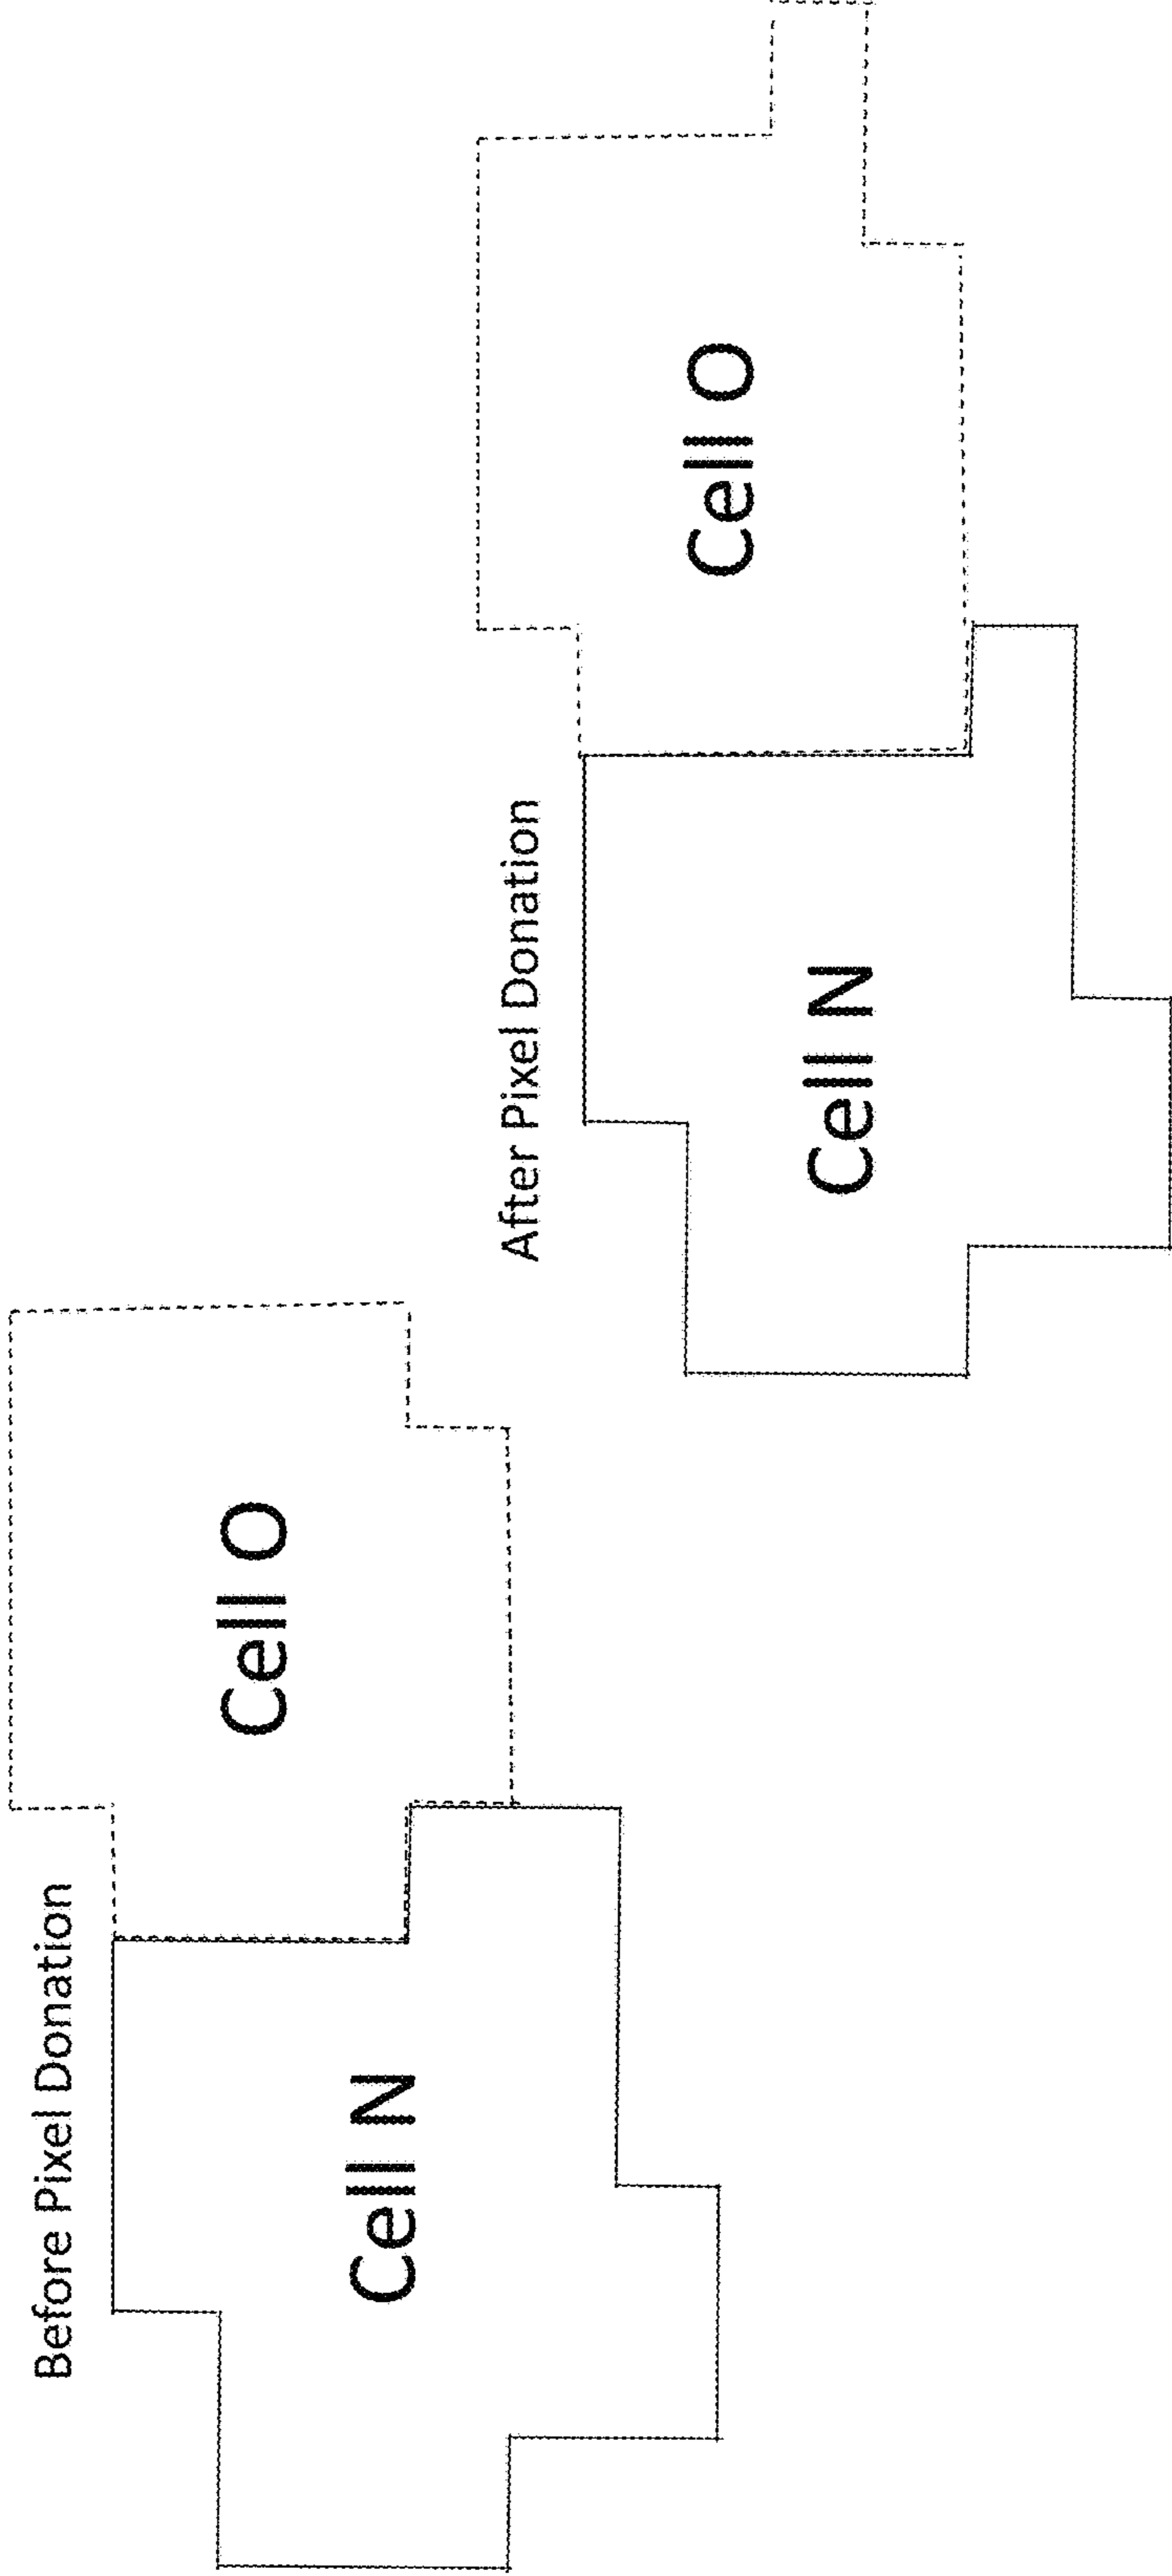 Before Pixel Donation
Cell N
Cell O
After Pixel Donation
Cell N
Cell O